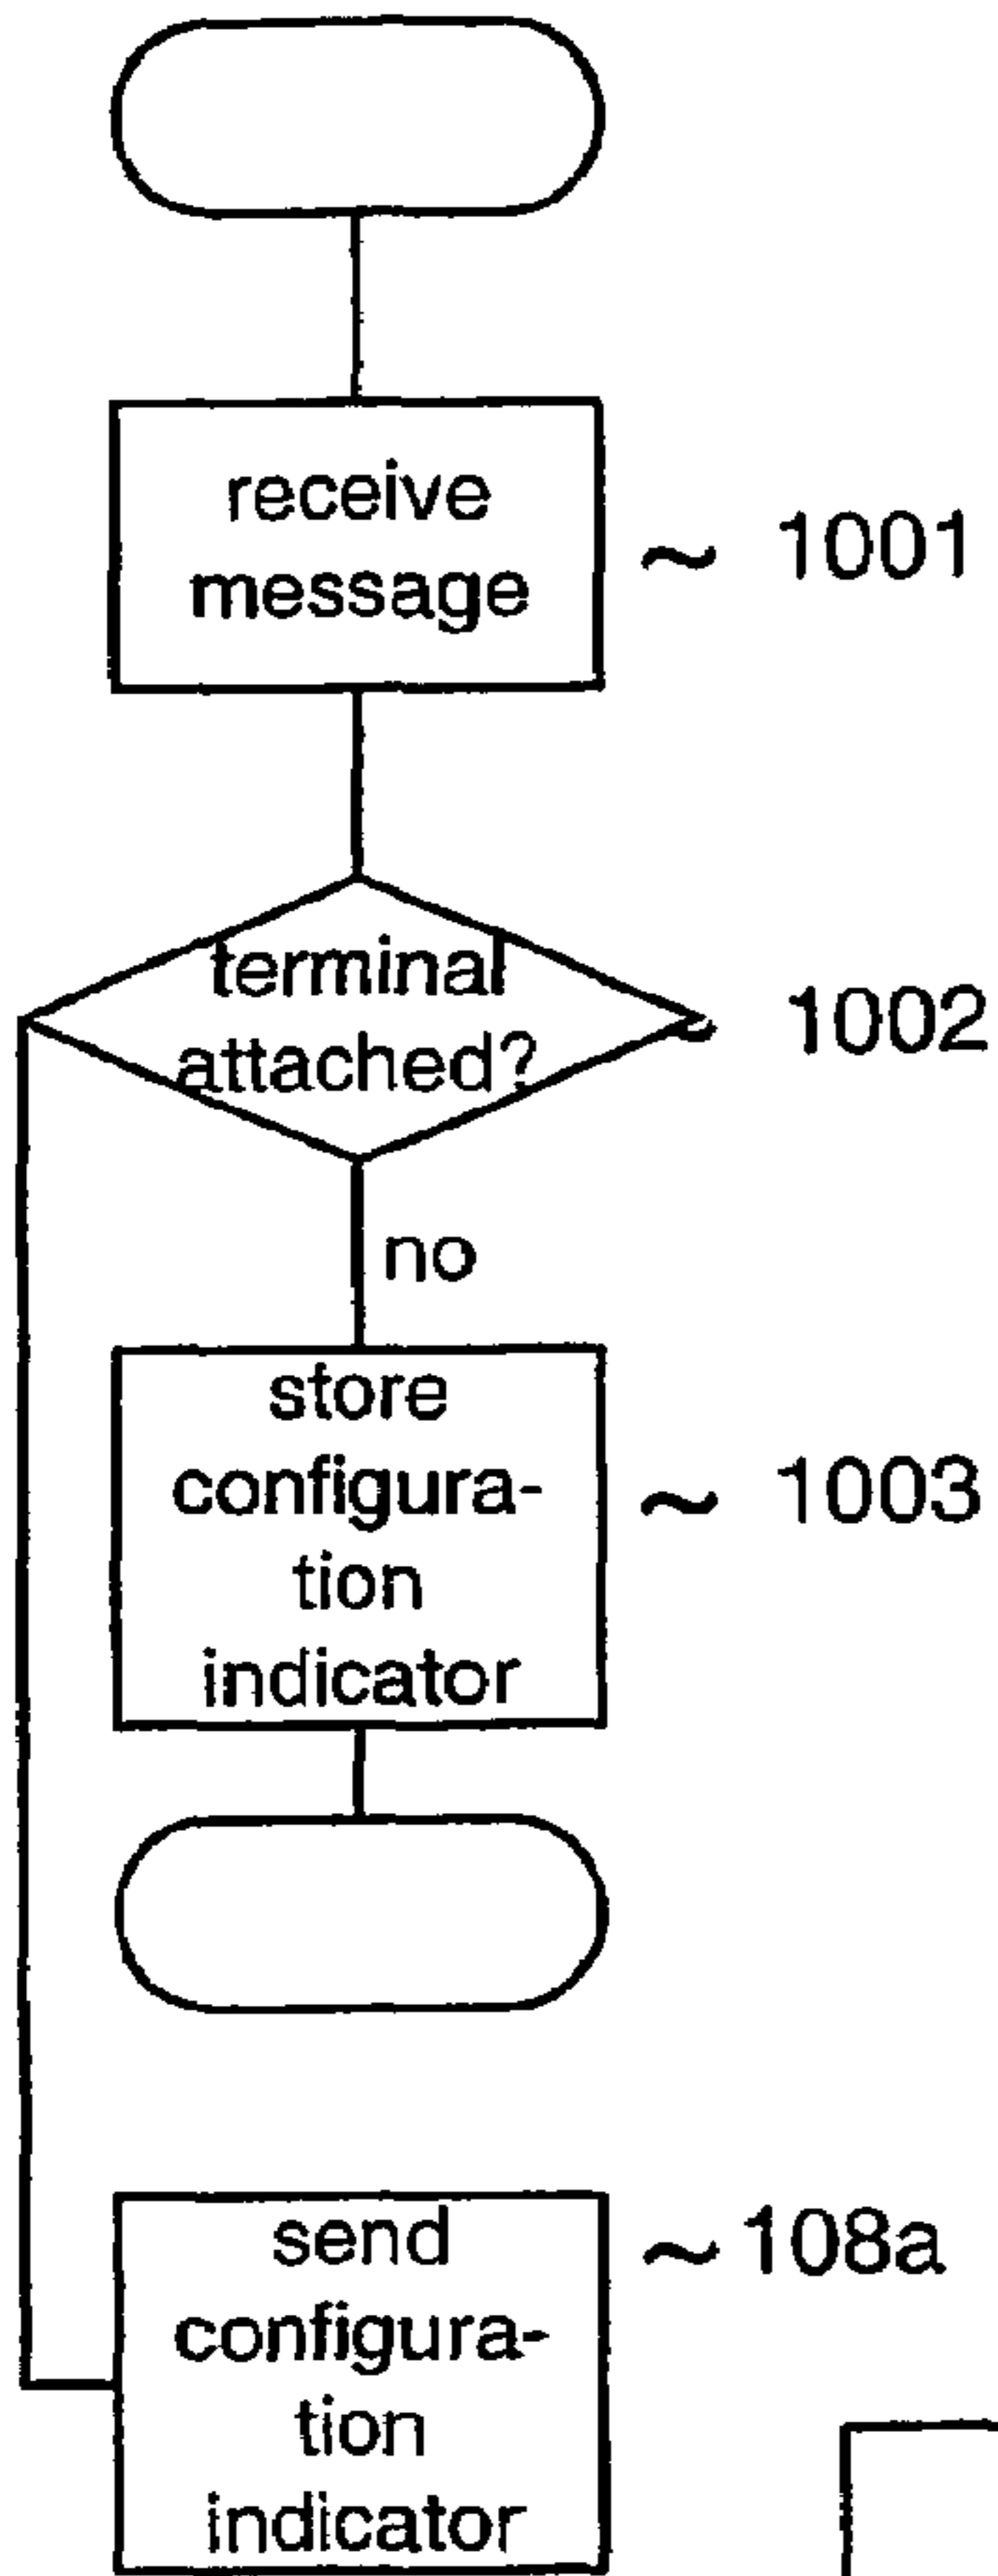 receive
message
~ 1001
terminal
attached?
~ 1002
no
store
configura-
tion
indicator
~ 1003
send
configura-
tion
indicator
~ 108a